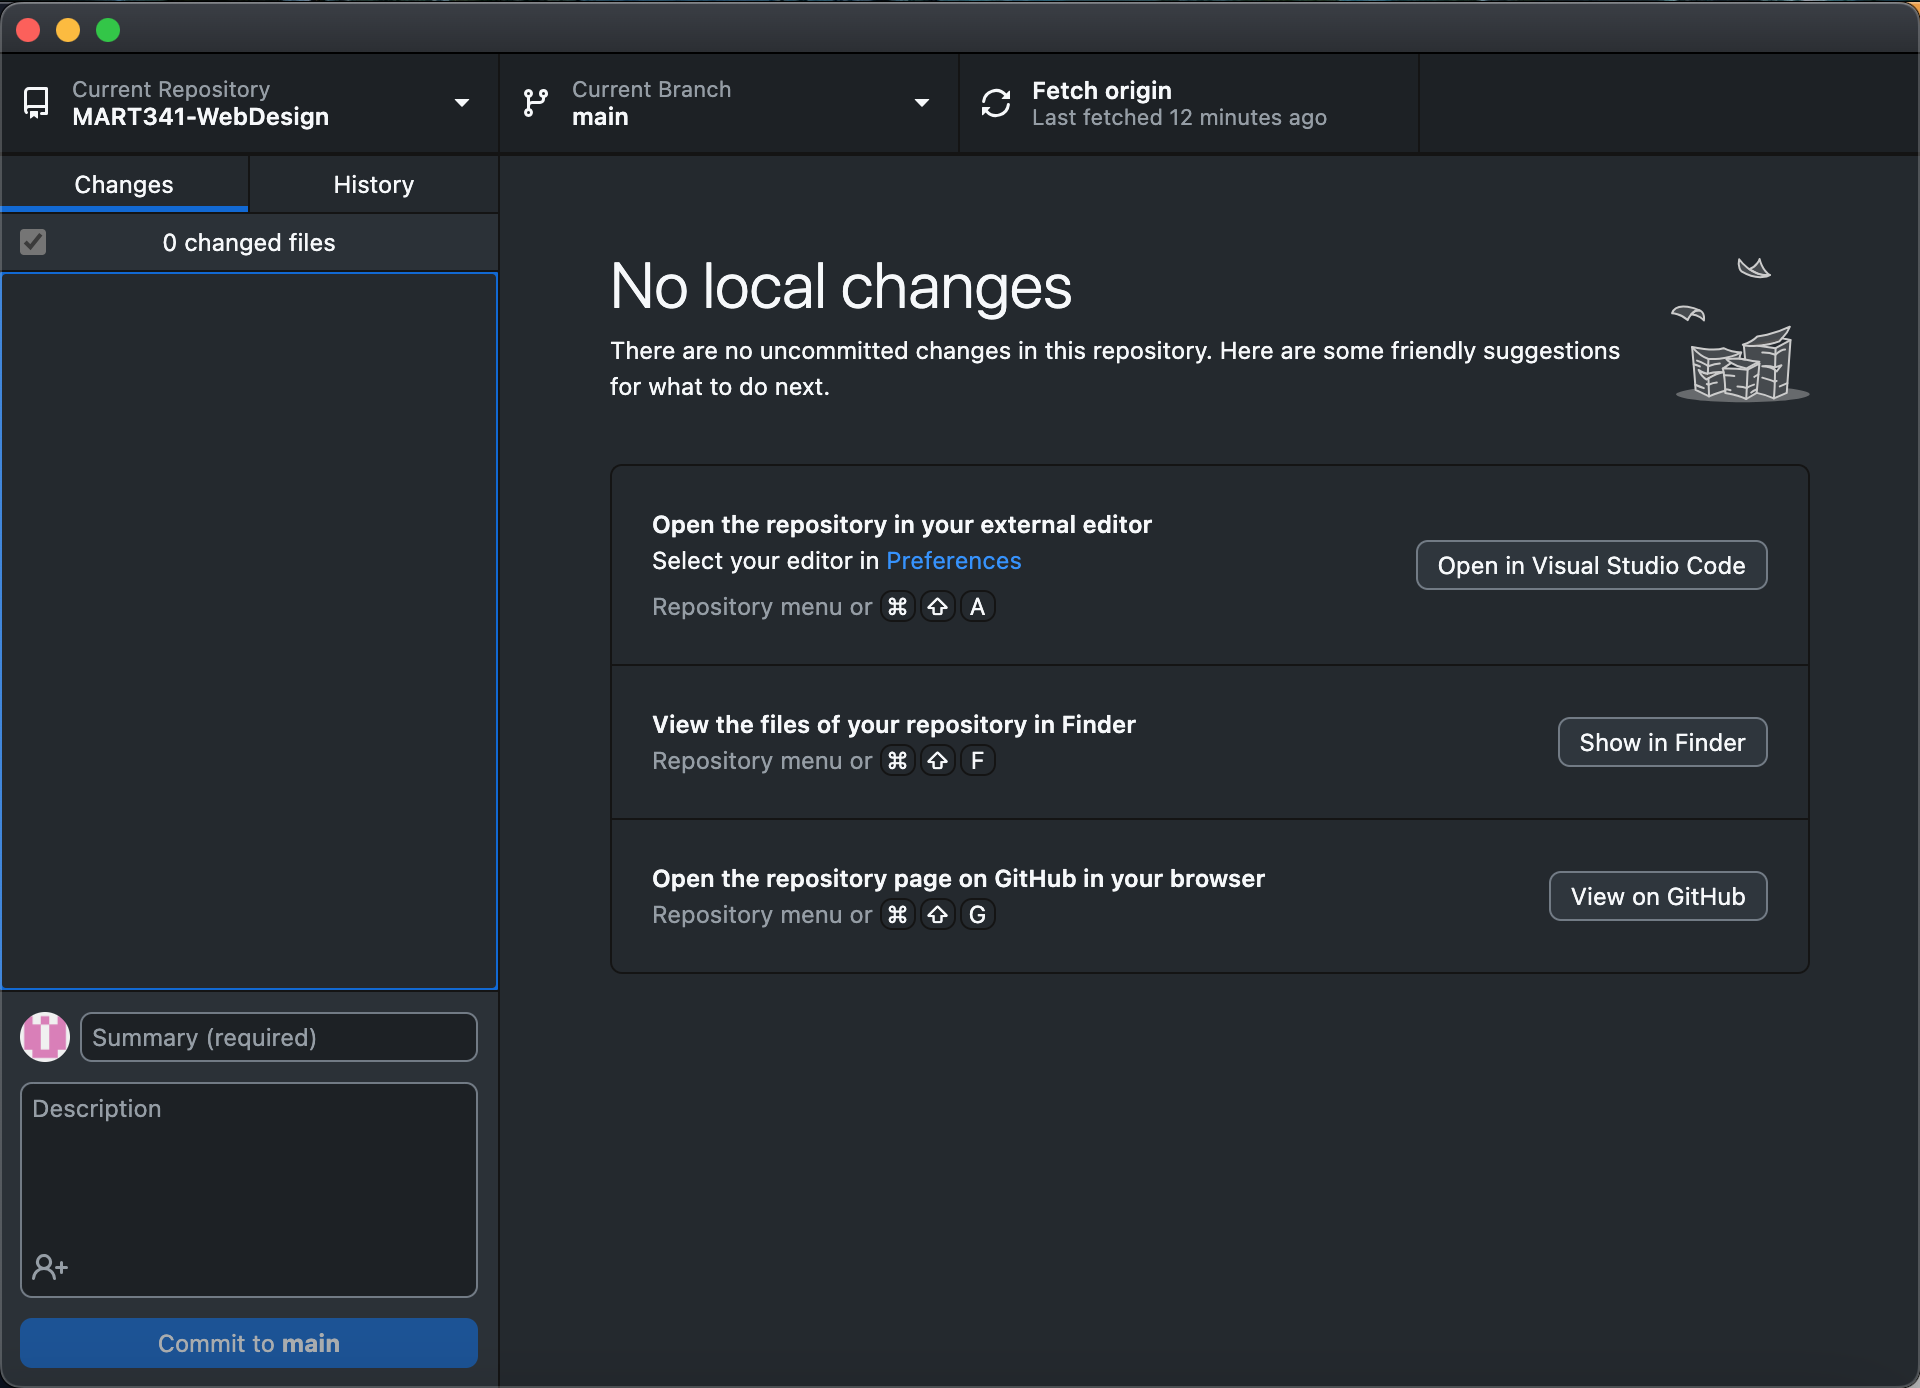 Current Repository
MART341-WebDesign
Current Branch
main
Fetch origin
Last fetched 12 minutes ago
Changes
History
0 changed files
No local changes
There are no uncommitted changes in this repository. Here are some friendly suggestions
for what to do next.
Open the repository in your external editor
Select your editor in Preferences
Repository menu or ⌘ ⇧ A
Open in Visual Studio Code
View the files of your repository in Finder
Repository menu or ⌘ ⇧ F
Show in Finder
Open the repository page on GitHub in your browser
Repository menu or ⌘ ⇧ G
View on GitHub
Summary (required)
Description
Commit to main